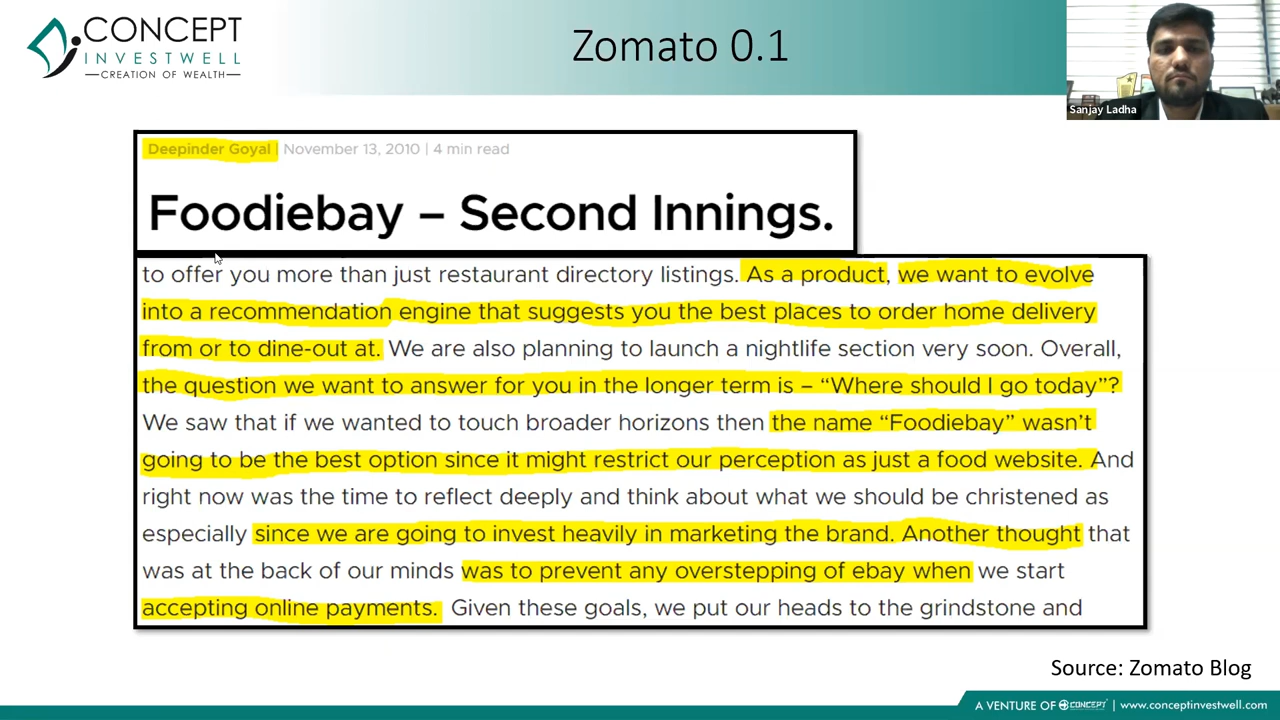 CONCEPT
INVESTWELL
CREATION OF WEALTH
Zomato 0.1
Sanjay Ladha
Deepinder Goyal | November 13, 2010 | 4 min read
Foodiebay – Second Innings.
to offer you more than just restaurant directory listings. As a product, we want to evolve
into a recommendation engine that suggests you the best places to order home delivery
from or to dine-out at. We are also planning to launch a nightlife section very soon. Overall,
the question we want to answer for you in the longer term is – “Where should I go today”?
We saw that if we wanted to touch broader horizons then the name “Foodiebay” wasn’t
going to be the best option since it might restrict our perception as just a food website. And
right now was the time to reflect deeply and think about what we should be christened as
especially since we are going to invest heavily in marketing the brand. Another thought that
was at the back of our minds was to prevent any overstepping of ebay when we start
accepting online payments. Given these goals, we put our heads to the grindstone and
Source: Zomato Blog
A VENTURE OF CONCEPT | www.conceptinvestwell.com